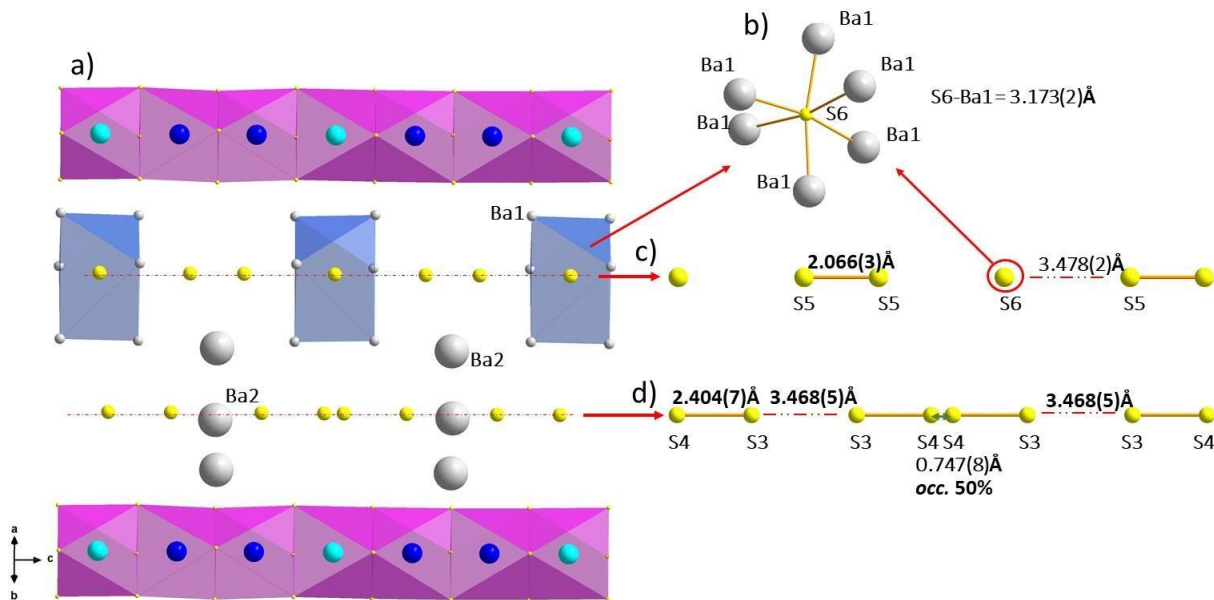 a)
b)
Ba1
Ba1
Ba1
S6
S6-Ba1 = 3.173(2)Å
Ba1
Ba1
Ba1
Ba1
c)
2.066(3)Å
3.478(2)Å
S5
S5
S6
S5
Ba2
Ba2
d)
2.404(7)Å
3.468(5)Å
3.468(5)Å
S4
S3
S3
S4
S4
S3
S3
S4
0.747(8)Å
occ. 50%
a
c
b